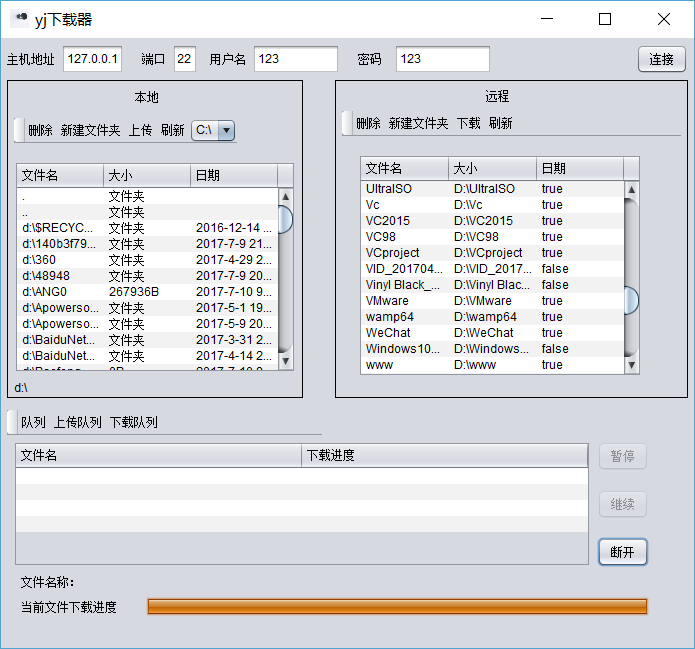 yj下载器
主机地址 127.0.0.1 端口 22 用户名 123 密码 123 连接
本地
删除 新建文件夹 上传 刷新 C:\
文件名 大小 日期
. 文件夹
.. 文件夹
d:\$RECYC... 文件夹 2016-12-14 ...
d:\140b3f79... 文件夹 2017-7-9 21...
d:\360 文件夹 2017-4-29 2...
d:\48948 文件夹 2017-7-9 20...
d:\ANG0 267936B 2017-7-10 9...
d:\Apowerso... 文件夹 2017-5-1 19...
d:\Apowerso... 文件夹 2017-5-9 20...
d:\BaiduNet... 文件夹 2017-3-31 2...
d:\BaiduNet... 文件夹 2017-4-14 2...
d:\
远程
删除 新建文件夹 下载 刷新
文件名 大小 日期
UltraISO D:\UltraISO true
Vc D:\Vc true
VC2015 D:\VC2015 true
VC98 D:\VC98 true
VCproject D:\VCproject true
VID_201704... D:\VID_2017... false
Vinyl Black_... D:\Vinyl Blac... false
VMware D:\VMware true
wamp64 D:\wamp64 true
WeChat D:\WeChat true
Windows10... D:\Windows... false
www D:\www true
队列 上传队列 下载队列
文件名 下载进度
暂停
继续
断开
文件名称:
当前文件下载进度